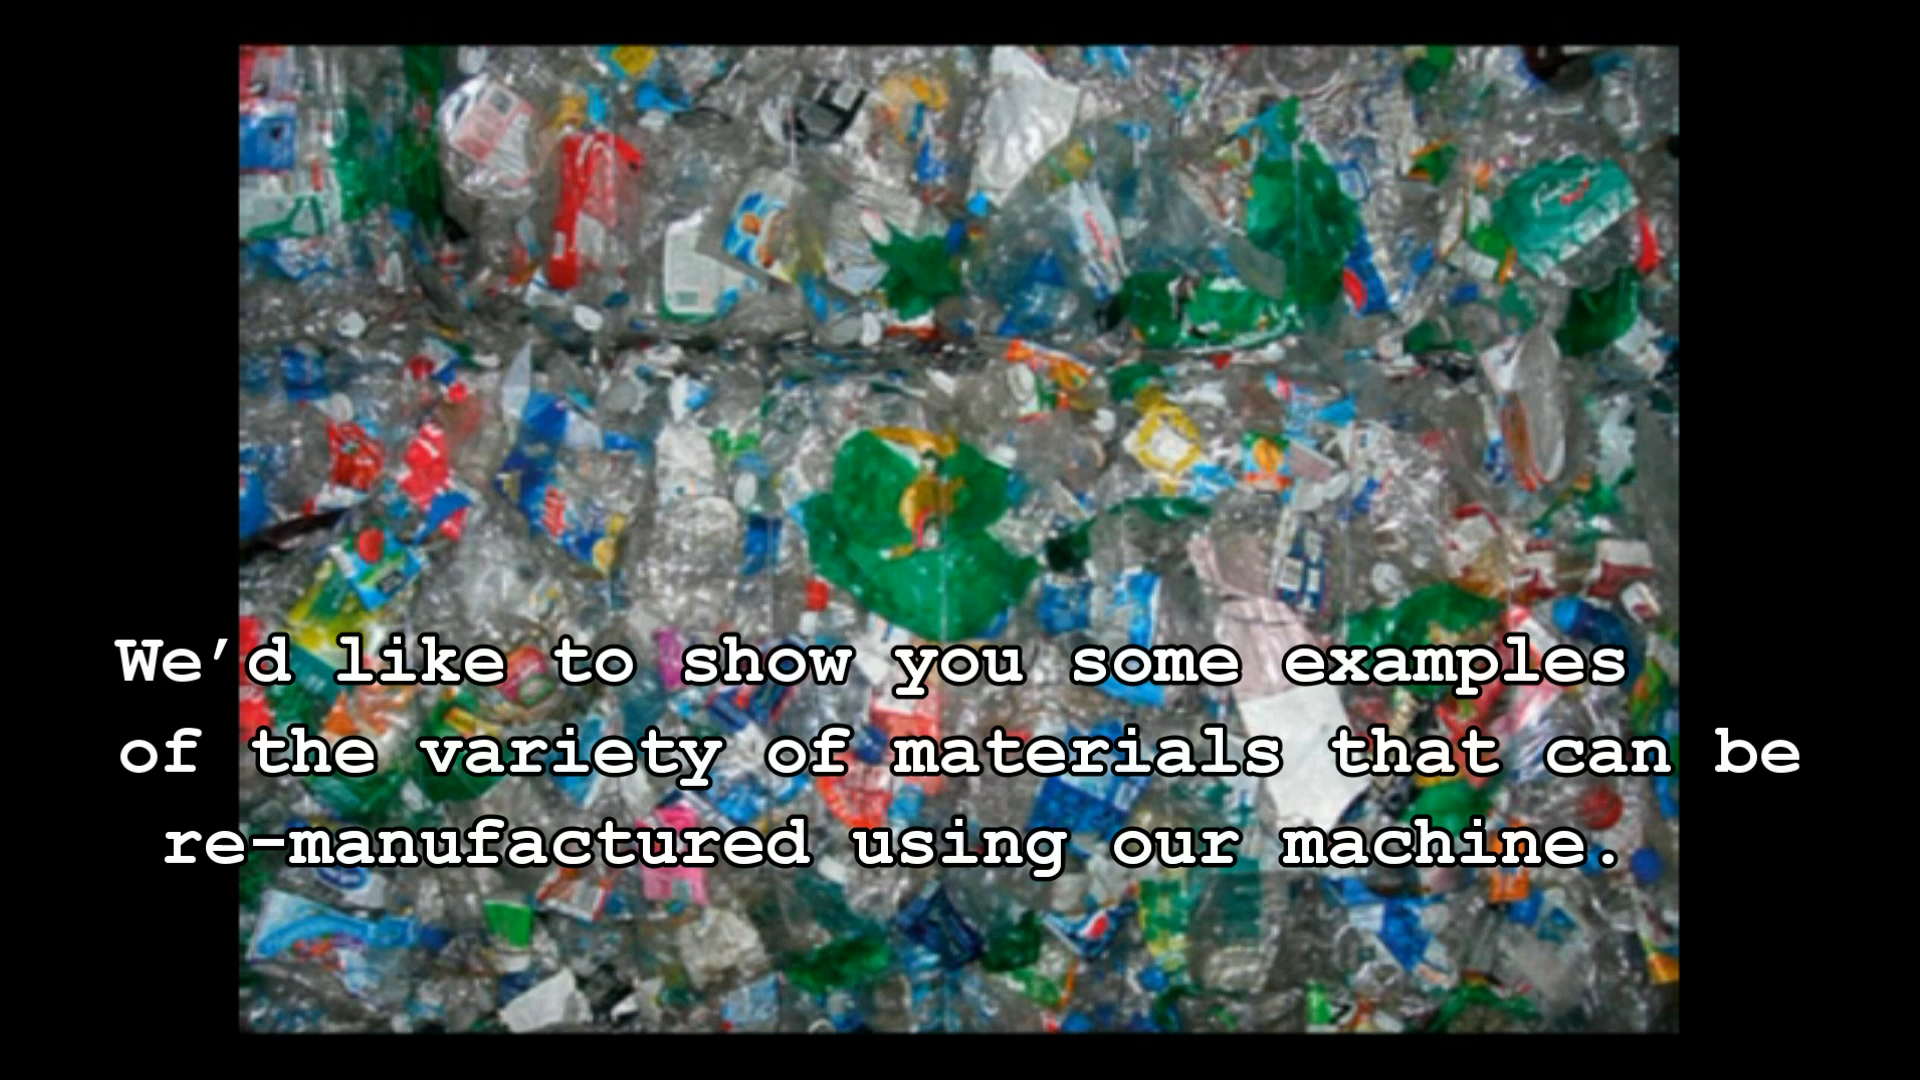 We'd like to show you some examples
of the variety of materials that can be
re-manufactured using our machine.